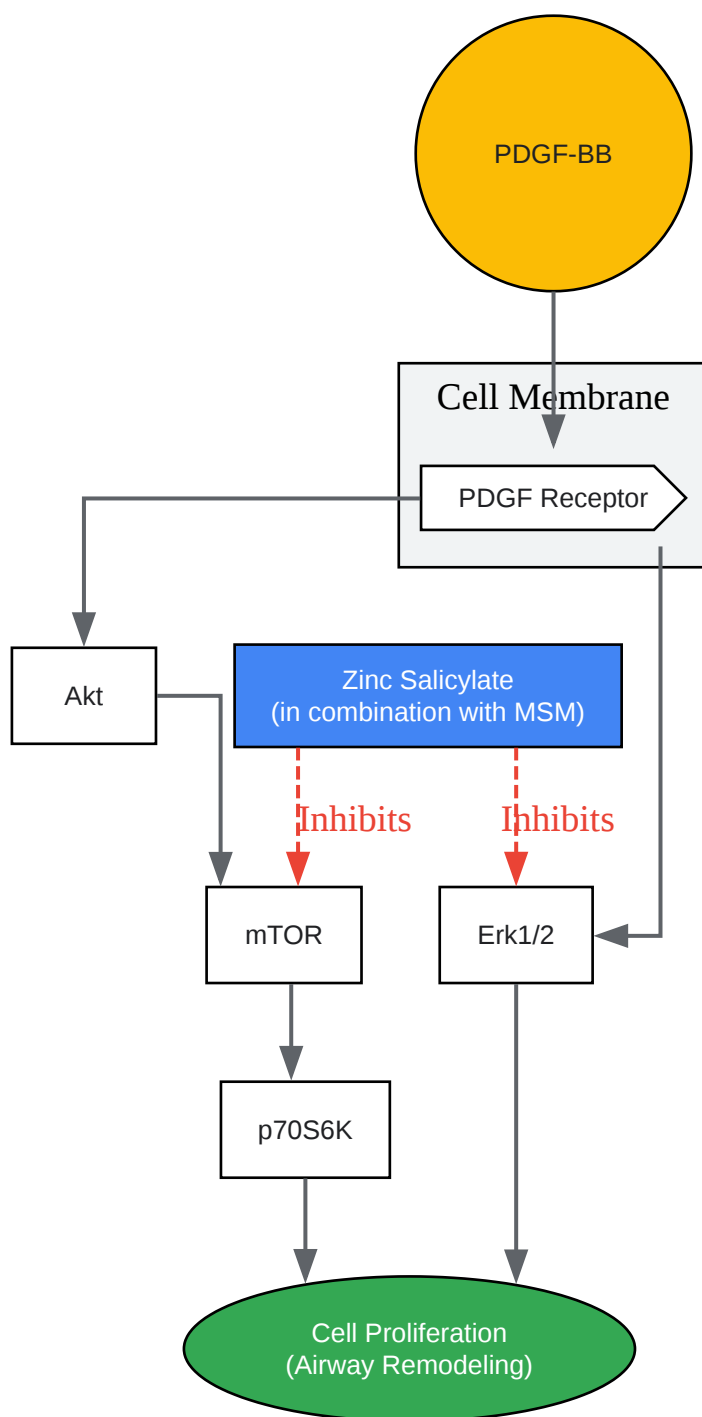 PDGF-BB
Cell Membrane
PDGF Receptor
Akt
Zinc Salicylate
(in combination with MSM)
Inhibits
Inhibits
mTOR
Erk1/2
p70S6K
Cell Proliferation
(Airway Remodeling)